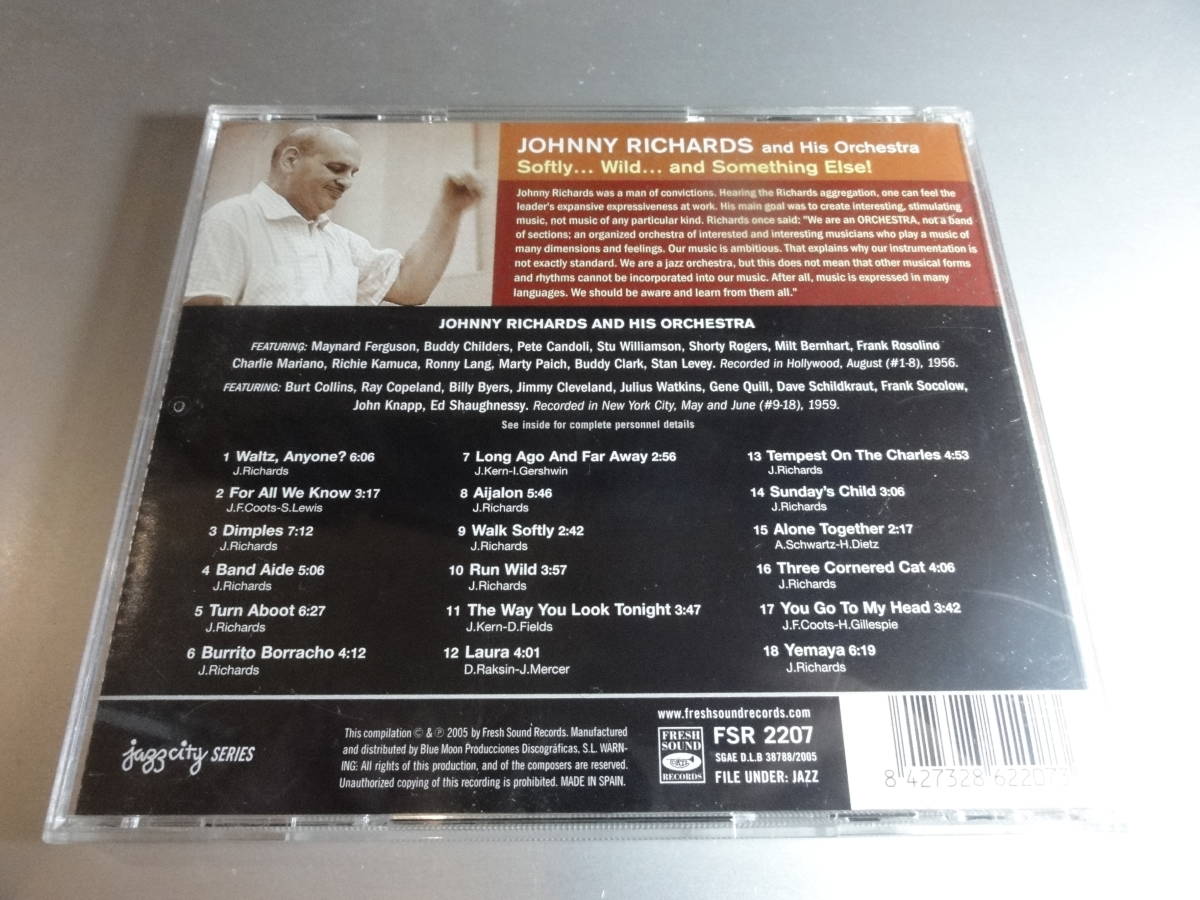 JOHNNY RICHARDS and His Orchestra
Softly... Wild... and Something Else!
Johnny Richards was a man of convictions. Hearing the Richards aggregation, one can feel the
leader's expansive expressiveness at work. His main goal was to create interesting, stimulating
music, not music of any particular kind. Richards once said: "We are an ORCHESTRA, not a band
of sections; an organized orchestra of interested and interesting musicians who play a music of
many dimensions and feelings. Our music is ambitious. That explains why our instrumentation is
not exactly standard. We are a jazz orchestra, but this does not mean that other musical forms
and rhythms cannot be incorporated into our music. After all, music is expressed in many
languages. We should be aware and learn from them all."
JOHNNY RICHARDS AND HIS ORCHESTRA
FEATURING: Maynard Ferguson, Buddy Childers, Pete Candoli, Stu Williamson, Shorty Rogers, Milt Bernhart, Frank Rosolino
Charlie Mariano, Richie Kamuca, Ronny Lang, Marty Paich, Buddy Clark, Stan Levey. Recorded in Hollywood, August (#1-8), 1956.
FEATURING: Burt Collins, Ray Copeland, Billy Byers, Jimmy Cleveland, Julius Watkins, Gene Quill, Dave Schildkraut, Frank Socolow,
John Knapp, Ed Shaughnessy. Recorded in New York City, May and June (#9-18), 1959.
See inside for complete personnel details
1 Waltz, Anyone? 6:06
J.Richards
2 For All We Know 3:17
J.F.Coots-S.Lewis
3 Dimples 7:12
J.Richards
4 Band Aide 5:06
J.Richards
5 Turn Aboot 6:27
J.Richards
6 Burrito Borracho 4:12
J.Richards
7 Long Ago And Far Away 2:56
J.Kern-I.Gershwin
8 Aijalon 5:46
J.Richards
9 Walk Softly 2:42
J.Richards
10 Run Wild 3:57
J.Richards
11 The Way You Look Tonight 3:47
J.Kern-D.Fields
12 Laura 4:01
D.Raksin-J.Mercer
13 Tempest On The Charles 4:53
J.Richards
14 Sunday's Child 3:06
J.Richards
15 Alone Together 2:17
A.Schwartz-H.Dietz
16 Three Cornered Cat 4:06
J.Richards
17 You Go To My Head 3:42
J.F.Coots-H.Gillespie
18 Yemaya 6:19
J.Richards
jazz city SERIES
This compilation © & ℗ 2005 by Fresh Sound Records. Manufactured
and distributed by Blue Moon Producciones Discográficas, S.L. WARN-
ING: All rights of this production, and of the composers are reserved.
Unauthorized copying of this recording is prohibited. MADE IN SPAIN.
www.freshsoundrecords.com
FRESH
SOUND
RECORDS
FSR 2207
SGAE D.L.B 38788/2005
FILE UNDER: JAZZ
8 427328 622073